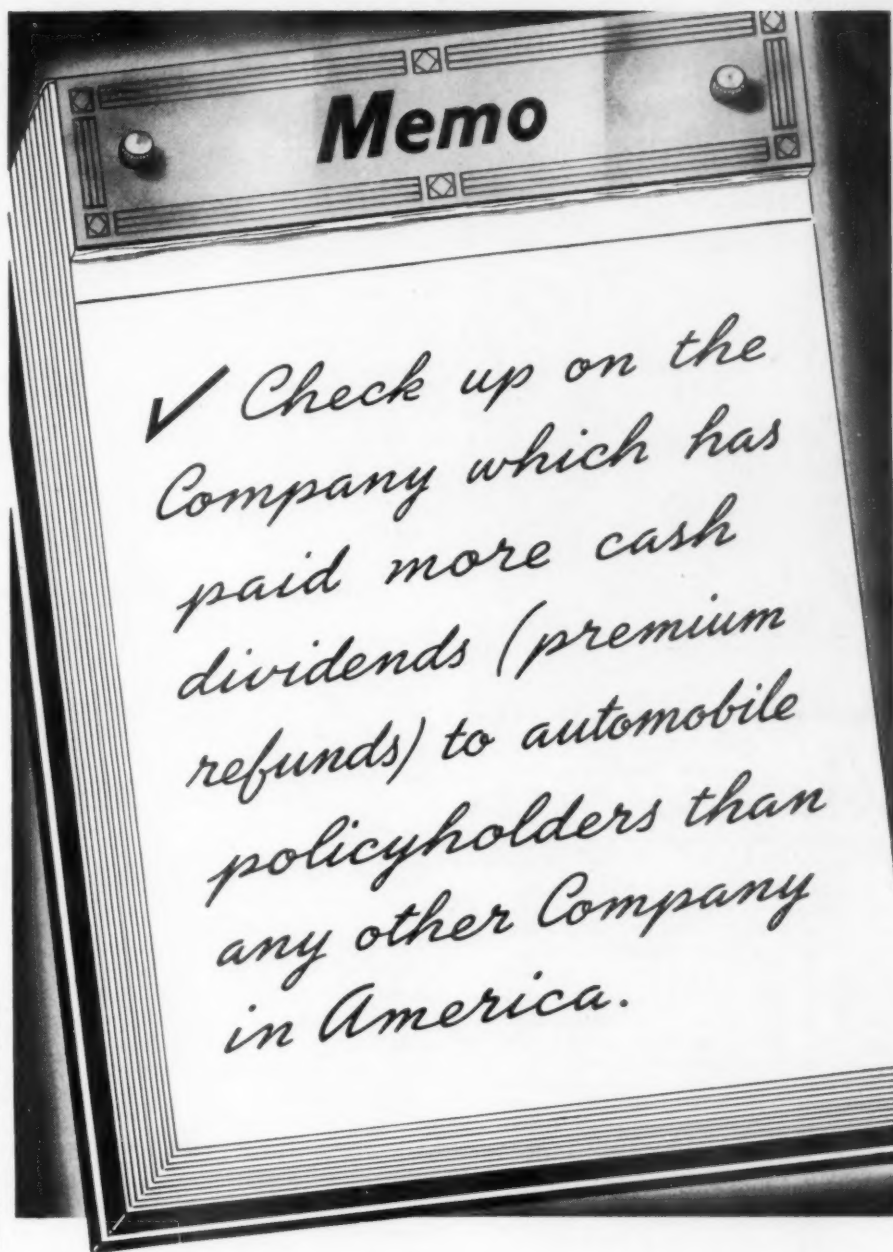 Memo
✓ Check up on the
Company which has
paid more cash
dividends (premium
refunds) to automobile
policyholders than
any other Company
in America.